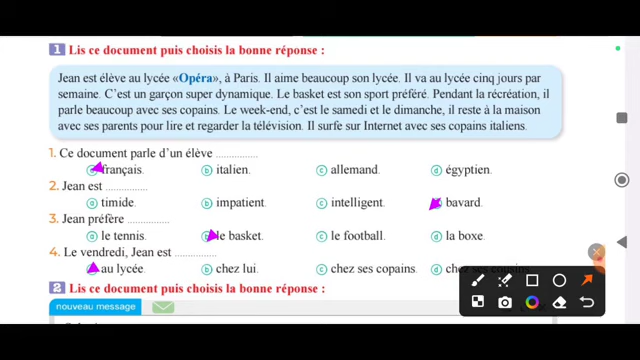 1 Lis ce document puis choisis la bonne réponse :
Jean est élève au lycée «Opéra», à Paris. Il aime beaucoup son lycée. Il va au lycée cinq jours par
semaine. C'est un garçon super dynamique. Le basket est son sport préféré. Pendant la récréation, il
parle beaucoup avec ses copains. Le week-end, c'est le samedi et le dimanche, il reste à la maison
avec ses parents pour lire et regarder la télévision. Il surfe sur Internet avec ses copains italiens.
1. Ce document parle d'un élève ...............
français. b italien. c allemand. d égyptien.
2. Jean est ...............
a timide. b impatient. c intelligent. bavard.
3. Jean préfère ...............
a le tennis. b le basket. c le football. d la boxe.
4. Le vendredi, Jean est ...............
au lycée. b chez lui. c chez ses copains. d chez ses cousins.
2 Lis ce document puis choisis la bonne réponse :
nouveau message